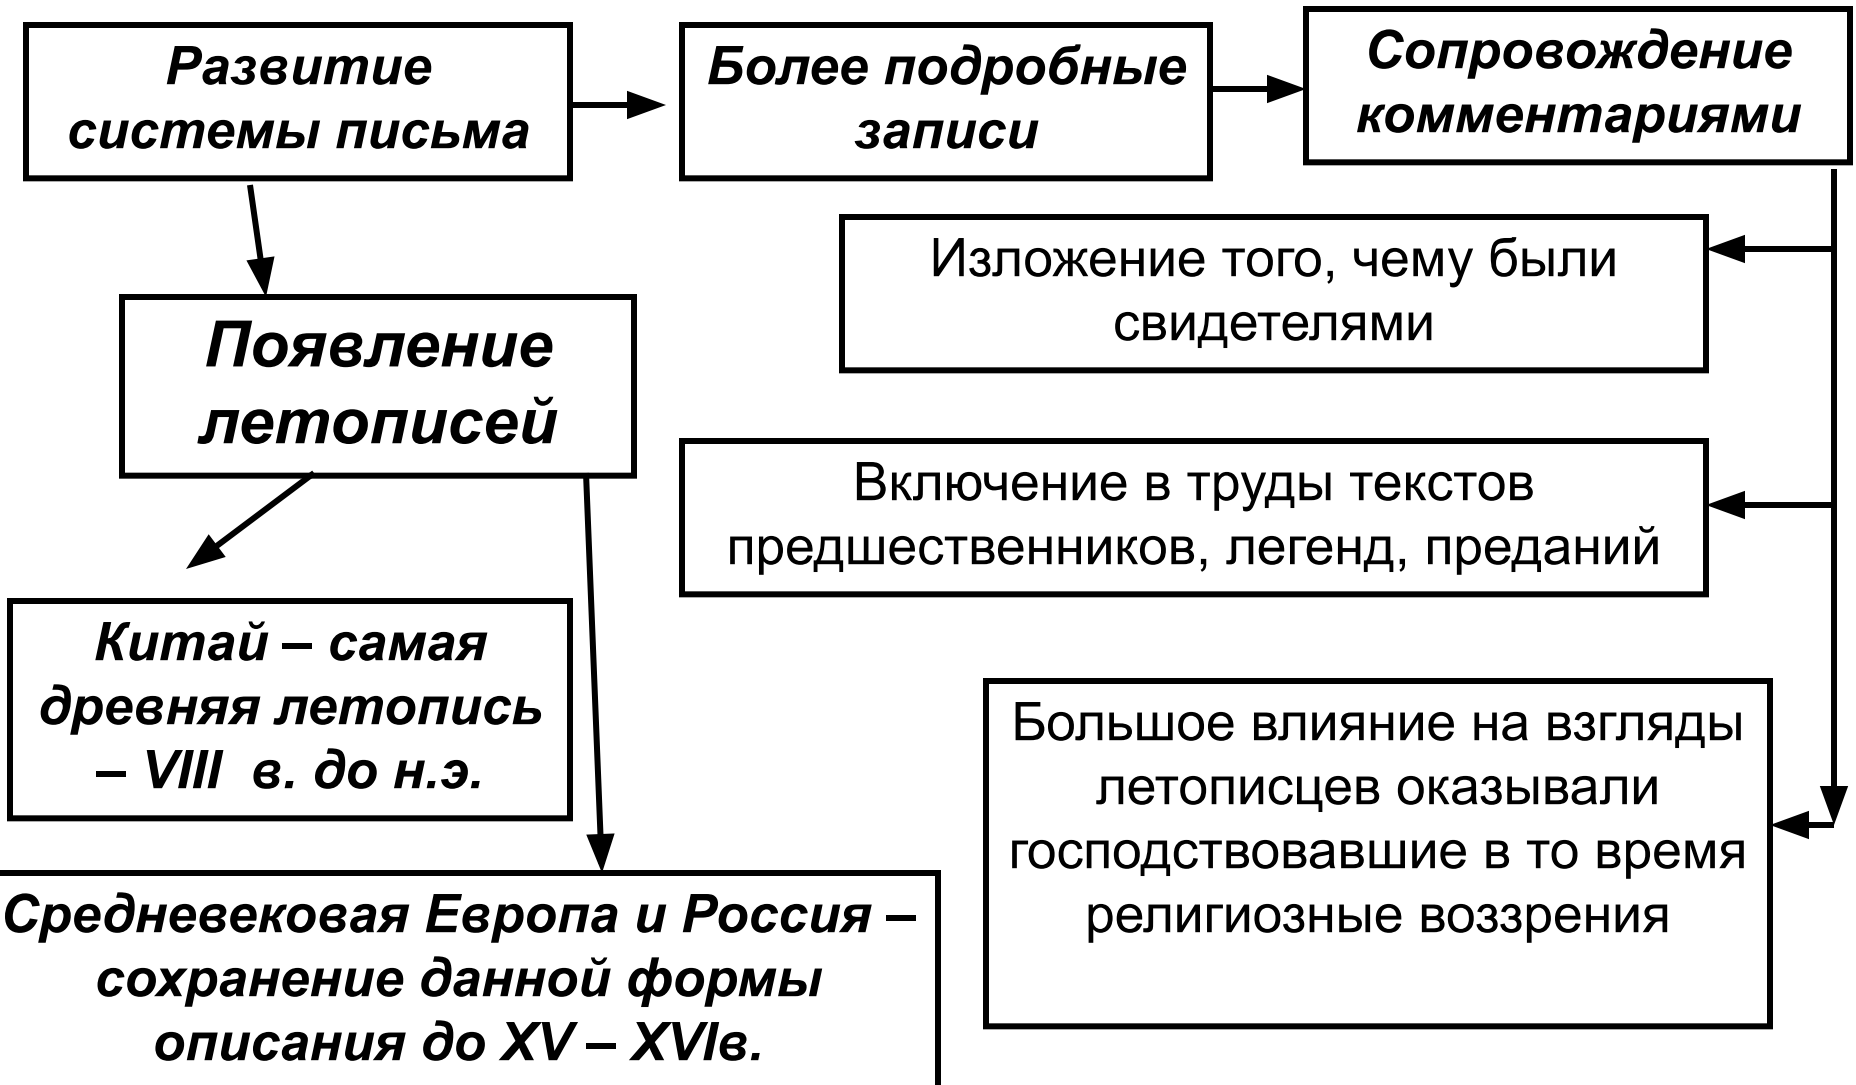 Развитие
системы письма
Более подробные
записи
Сопровождение
комментариями
Изложение того, чему были
свидетелями
Появление
летописей
Включение в труды текстов
предшественников, легенд, преданий
Китай – самая
древняя летопись
– VIII в. до н.э.
Большое влияние на взгляды
летописцев оказывали
господствовавшие в то время
религиозные воззрения
Средневековая Европа и Россия –
сохранение данной формы
описания до XV – XVIв.